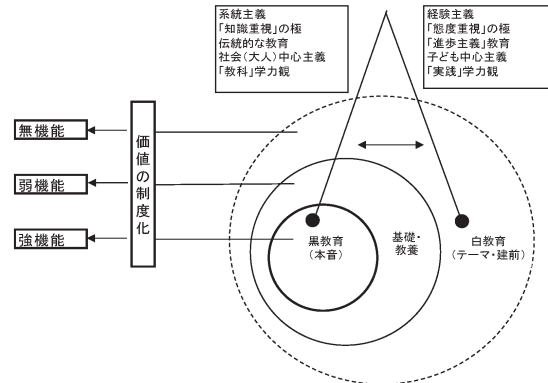 系統主義
「知識重視」の極
伝統的な教育
社会(大人)中心主義
「教科」学力観
経験主義
「態度重視」の極
「進歩主義」教育
子ども中心主義
「実践」学力観
無機能
弱機能
強機能
価値の制度化
黒教育
(本音)
基礎・
教養
白教育
(テーマ・建前)